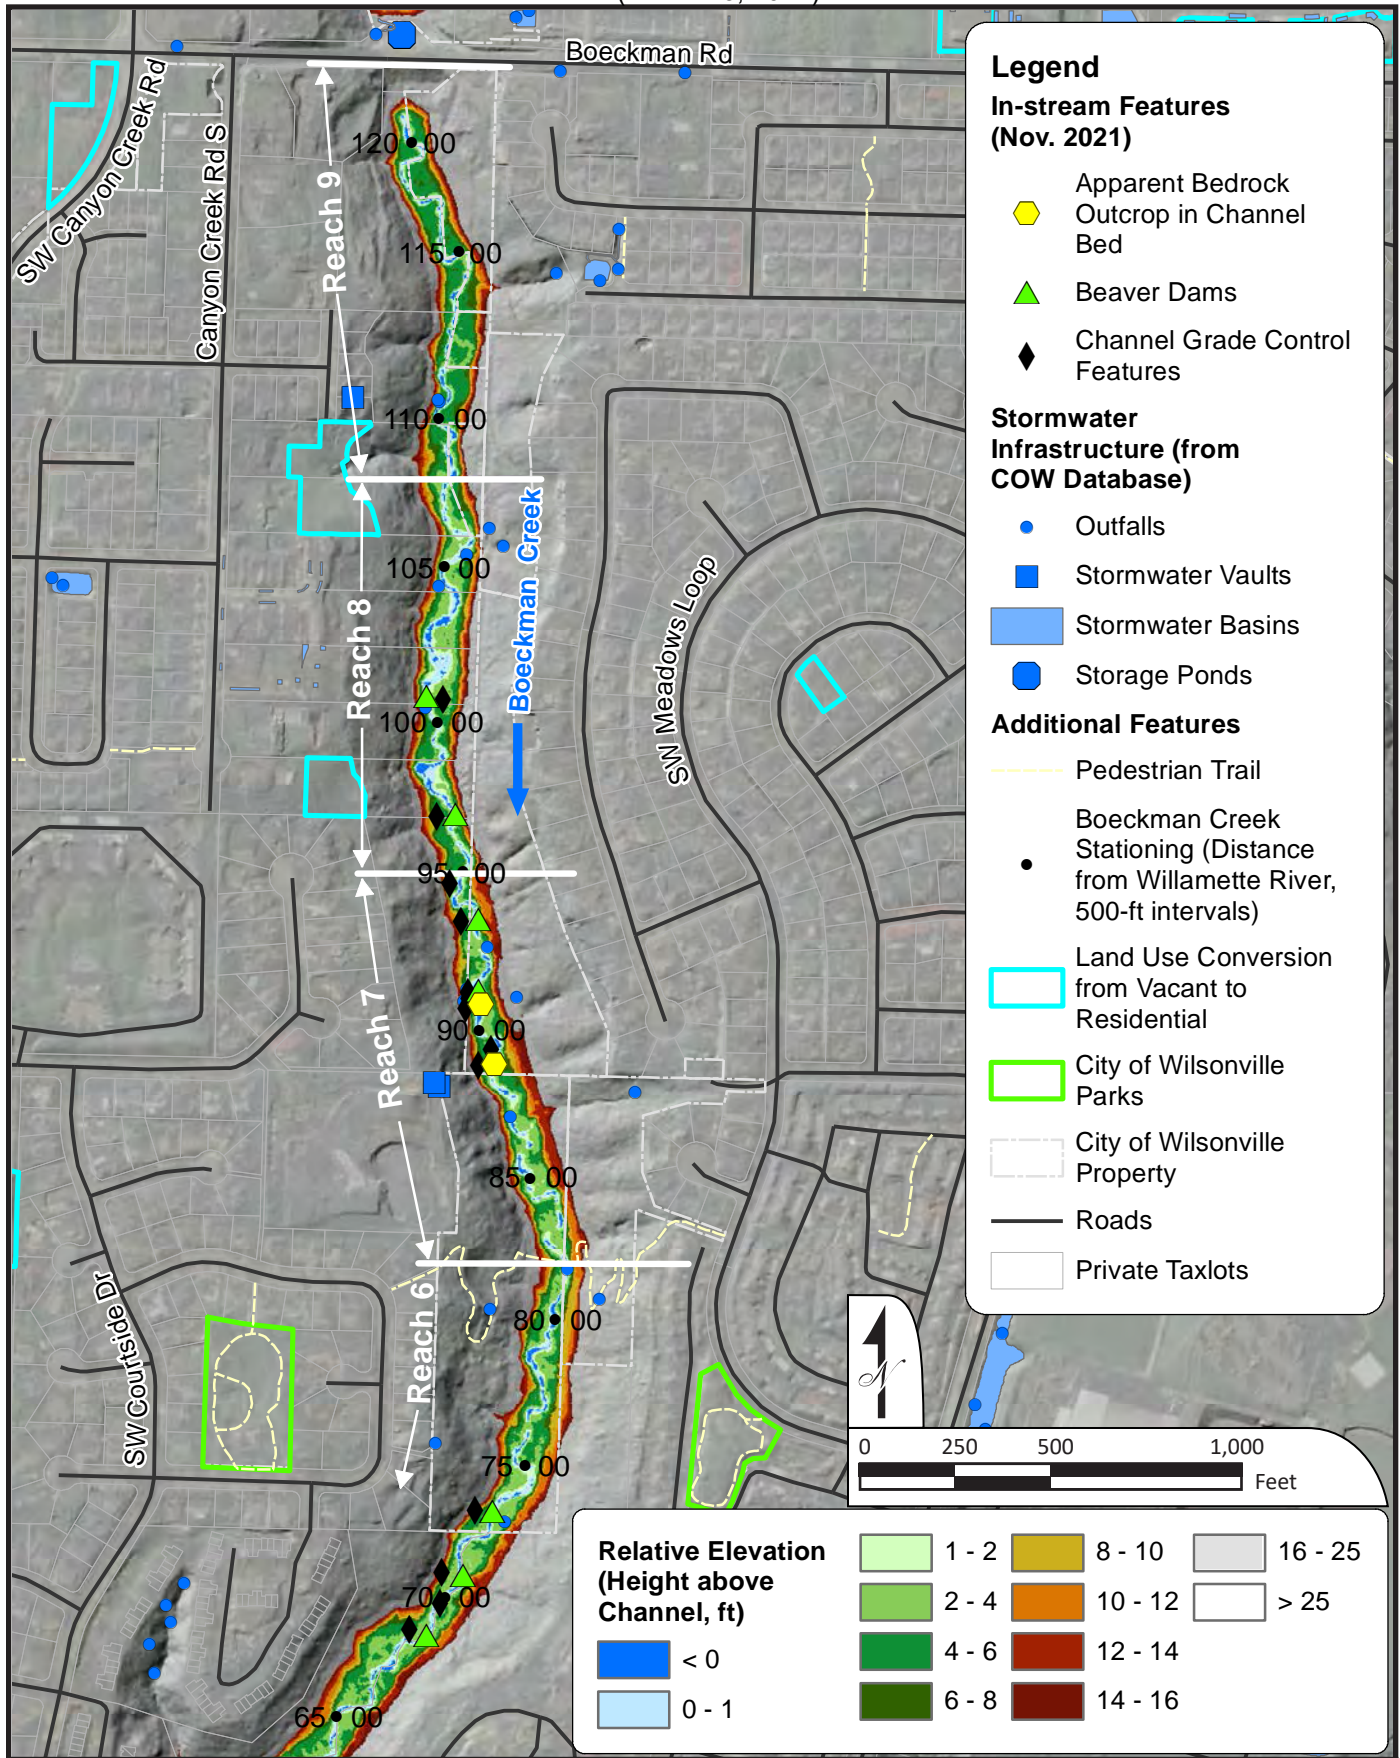 Boeckman Rd
SW Canyon Creek Rd
Canyon Creek Rd S
120 00
Reach 9
115 00
110 00
105 00
Boeckman Creek
Reach 8
SW Meadows Loop
100 00
95 00
Reach 7
90 00
85 00
80 00
Reach 6
SW Courtside Dr
75 00
70 00
65 00
Legend
In-stream Features
(Nov. 2021)
Apparent Bedrock
Outcrop in Channel
Bed
Beaver Dams
Channel Grade Control
Features
Stormwater
Infrastructure (from
COW Database)
Outfalls
Stormwater Vaults
Stormwater Basins
Storage Ponds
Additional Features
Pedestrian Trail
Boeckman Creek
Stationing (Distance
from Willamette River,
500-ft intervals)
Land Use Conversion
from Vacant to
Residential
City of Wilsonville
Parks
City of Wilsonville
Property
Roads
Private Taxlots
N
0 250 500 1,000
Feet
Relative Elevation
(Height above
Channel, ft)
< 0
0 - 1
1 - 2
2 - 4
4 - 6
6 - 8
8 - 10
10 - 12
12 - 14
14 - 16
16 - 25
> 25